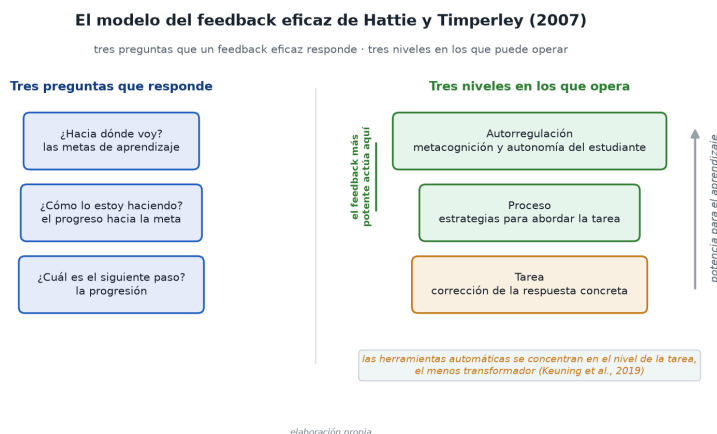 El modelo del feedback eficaz de Hattie y Timperley (2007)
tres preguntas que un feedback eficaz responde · tres niveles en los que puede operar
Tres preguntas que responde
¿Hacia dónde voy?
las metas de aprendizaje
¿Cómo lo estoy haciendo?
el progreso hacia la meta
¿Cuál es el siguiente paso?
la progresión
Tres niveles en los que opera
el feedback más
potente actúa aquí
Autorregulación
metacognición y autonomía del estudiante
Proceso
estrategias para abordar la tarea
Tarea
corrección de la respuesta concreta
potencia para el aprendizaje
las herramientas automáticas se concentran en el nivel de la tarea,
el menos transformador (Keuning et al., 2019)
elaboración propia